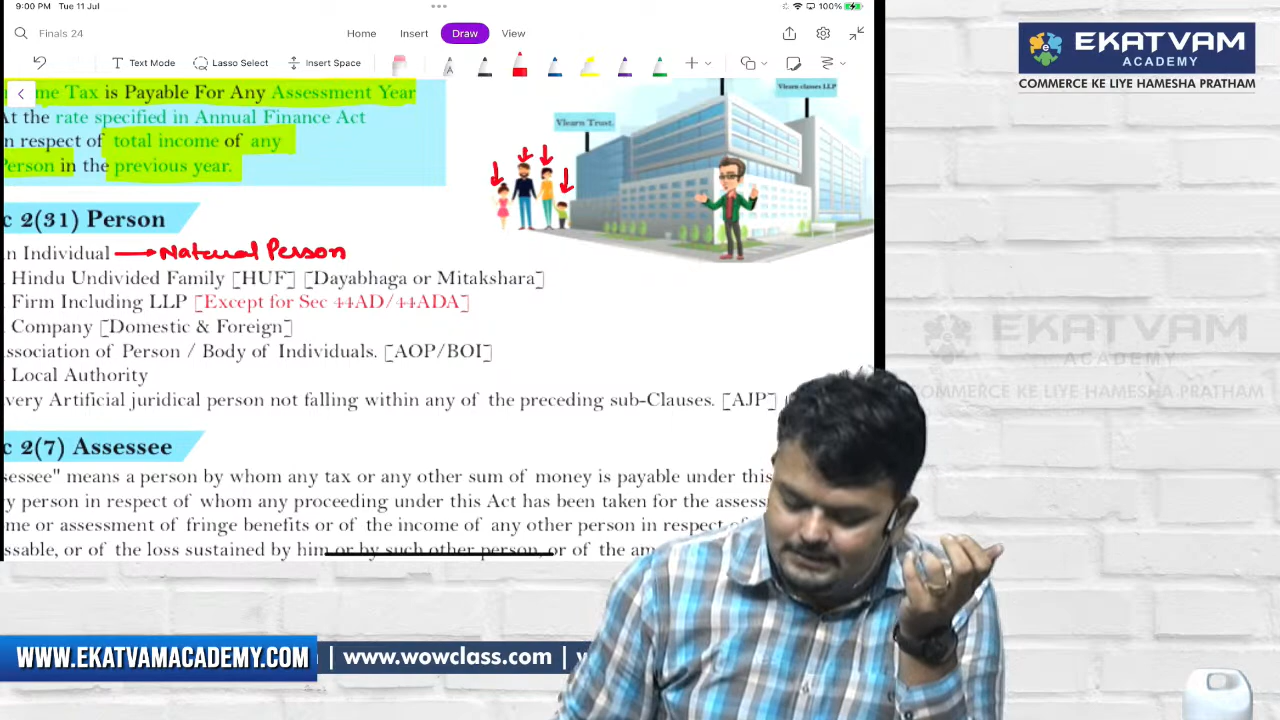 9:00 PM Tue 11 Jul
100%
Finals 24
Home Insert Draw View
Text Mode Lasso Select Insert Space
me Tax is Payable For Any Assessment Year
At the rate specified in Annual Finance Act
n respect of total income of any
Person in the previous year.
Vlearn Trust.
Vlearn classes LLP
c 2(31) Person
n Individual → Natural Person
. Hindu Undivided Family [HUF] [Dayabhaga or Mitakshara]
. Firm Including LLP [Except for Sec 44AD/44ADA]
. Company [Domestic & Foreign]
ssociation of Person / Body of Individuals. [AOP/BOI]
. Local Authority
very Artificial juridical person not falling within any of the preceding sub-Clauses. [AJP]
c 2(7) Assessee
sessee" means a person by whom any tax or any other sum of money is payable under this
y person in respect of whom any proceeding under this Act has been taken for the assess
me or assessment of fringe benefits or of the income of any other person in respect of
ssable, or of the loss sustained by him or by such other person, or of the am
EKATVAM
ACADEMY
COMMERCE KE LIYE HAMESHA PRATHAM
EKATVAM
ACADEMY
COMMERCE KE LIYE HAMESHA PRATHAM
WWW.EKATVAMACADEMY.COM | www.wowclass.com | w